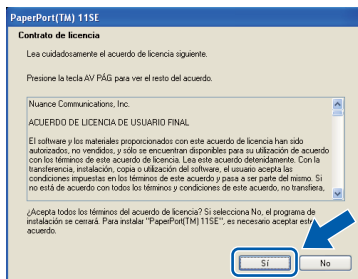 PaperPort(TM) 11SE
Contrato de licencia
Lea cuidadosamente el acuerdo de licencia siguiente.
Presione la tecla AV PÁG para ver el resto del acuerdo.
Nuance Communications, Inc.
ACUERDO DE LICENCIA DE USUARIO FINAL
El software y los materiales proporcionados con este acuerdo de licencia han sido
autorizados, no vendidos, y sólo se encuentran disponibles para su utilización de acuerdo
con los términos de este acuerdo de licencia. Lea este acuerdo detenidamente. Con la
transferencia, instalación, copia o utilización del software, el usuario acepta las
condiciones impuestas en los términos de este acuerdo y pasa a ser parte del mismo. Si
no está de acuerdo con todos los términos y condiciones de este acuerdo, no transfiera,
¿Acepta todos los términos del acuerdo de licencia? Si selecciona No, el programa de
instalación se cerrará. Para instalar "PaperPort(TM) 11SE", es necesario aceptar este
acuerdo.
Sí No